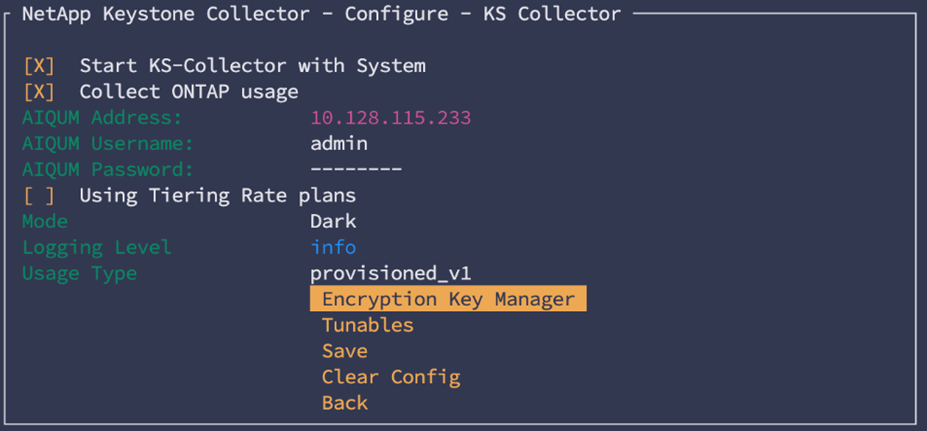 NetApp Keystone Collector - Configure - KS Collector
[X] Start KS-Collector with System
[X] Collect ONTAP usage
AIQUM Address: 10.128.115.233
AIQUM Username: admin
AIQUM Password: --------
[ ] Using Tiering Rate plans
Mode Dark
Logging Level info
Usage Type provisioned_v1
Encryption Key Manager
Tunables
Save
Clear Config
Back